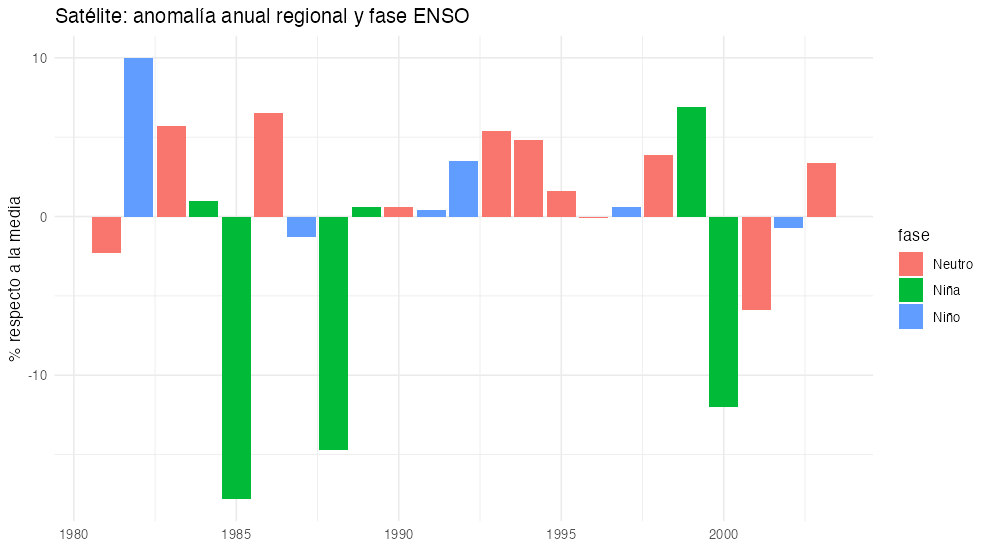 Satélite: anomalía anual regional y fase ENSO
% respecto a la media
10
0
-10
1980
1985
1990
1995
2000
fase
Neutro
Niña
Niño